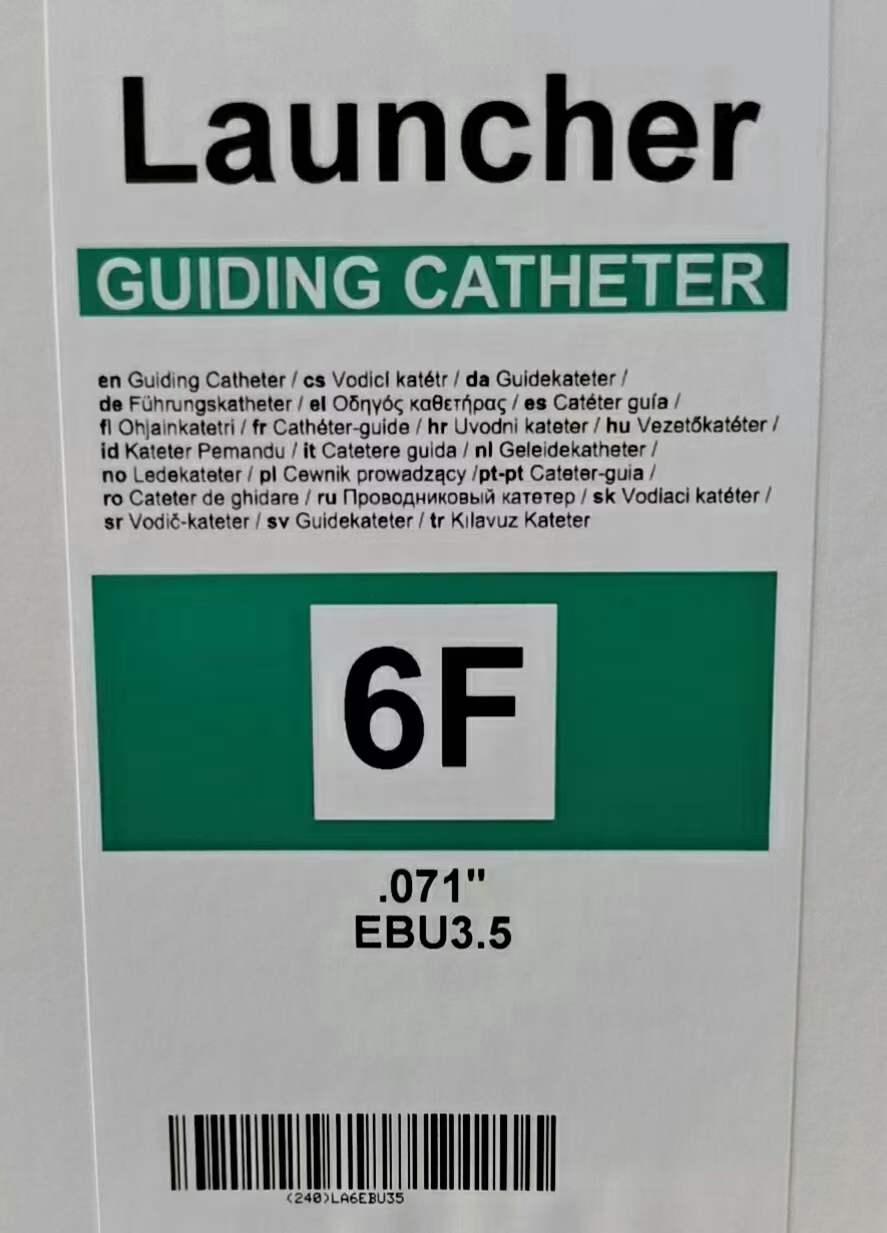 Launcher
GUIDING CATHETER
en Guiding Catheter / cs Vodicl katétr / da Guidekateter /
de Führungskatheter / el Οδηγός καθετήρας / es Catéter guía /
fl Ohjainkatetri / fr Cathéter-guide / hr Uvodni kateter / hu Vezetőkatéter /
id Kateter Pemandu / it Catetere guida / nl Geleidekatheter /
no Ledekateter / pl Cewnik prowadzący /pt-pt Cateter-guia /
ro Cateter de ghidare / ru Проводниковый катетер / sk Vodiaci katéter /
sr Vodič-kateter / sv Guidekateter / tr Kılavuz Kateter
6F
.071"
EBU3.5
(240)LA6EBU35